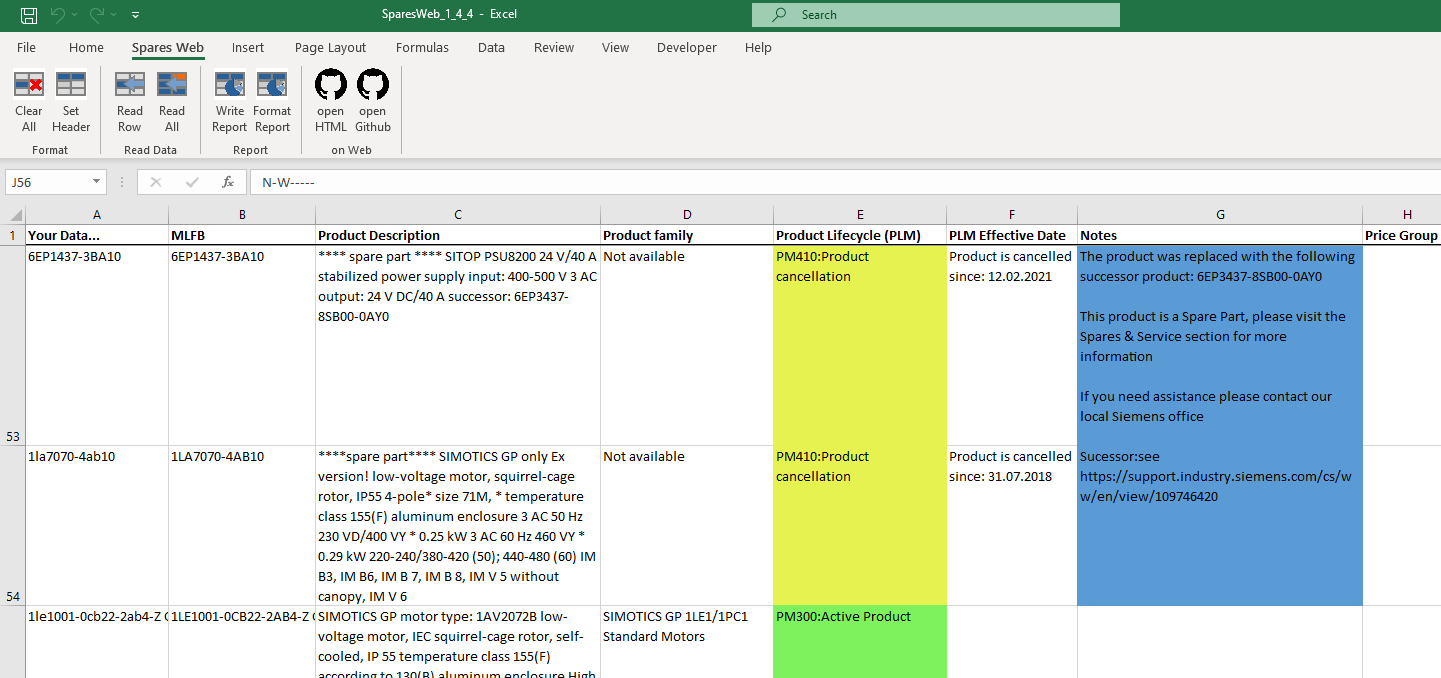 SparesWeb_1_4_4 - Excel
Search
File Home Spares Web Insert Page Layout Formulas Data Review View Developer Help
Clear All
Set Header
Read Row
Read All
Write Report
Format Report
open HTML
open Github
Format Read Data Report on Web
J56 fx N-W-----
A B C D E F G H
1 Your Data... MLFB Product Description Product family Product Lifecycle (PLM) PLM Effective Date Notes Price Group
53
6EP1437-3BA10
6EP1437-3BA10
**** spare part **** SITOP PSU8200 24 V/40 A
stabilized power supply input: 400-500 V 3 AC
output: 24 V DC/40 A successor: 6EP3437-
8SB00-0AY0
Not available
PM410:Product
cancellation
Product is cancelled
since: 12.02.2021
The product was replaced with the following
successor product: 6EP3437-8SB00-0AY0
This product is a Spare Part, please visit the
Spares & Service section for more
information
If you need assistance please contact our
local Siemens office
54
1la7070-4ab10
1LA7070-4AB10
****spare part**** SIMOTICS GP only Ex
version! low-voltage motor, squirrel-cage
rotor, IP55 4-pole* size 71M, * temperature
class 155(F) aluminum enclosure 3 AC 50 Hz
230 VD/400 VY * 0.25 kW 3 AC 60 Hz 460 VY *
0.29 kW 220-240/380-420 (50); 440-480 (60) IM
B3, IM B6, IM B 7, IM B 8, IM V 5 without
canopy, IM V 6
Not available
PM410:Product
cancellation
Product is cancelled
since: 31.07.2018
Sucessor:see
https://support.industry.siemens.com/cs/w
w/en/view/109746420
1le1001-0cb22-2ab4-Z
1LE1001-0CB22-2AB4-Z
SIMOTICS GP motor type: 1AV2072B low-
voltage motor, IEC squirrel-cage rotor, self-
cooled, IP 55 temperature class 155(F)
according to 130(B) aluminum enclosure High
SIMOTICS GP 1LE1/1PC1
Standard Motors
PM300:Active Product